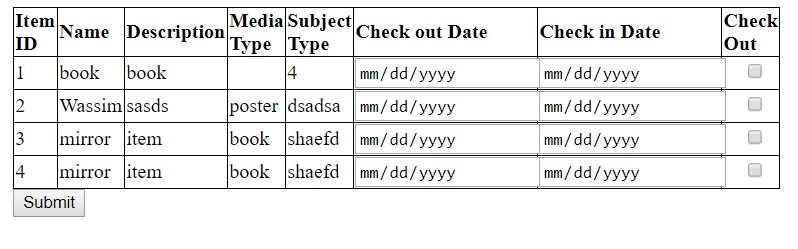 Item ID Name Description Media Type Subject Type Check out Date Check in Date Check Out
1 book book 4 mm/dd/yyyy mm/dd/yyyy
2 Wassim sasds poster dsadsa mm/dd/yyyy mm/dd/yyyy
3 mirror item book shaefd mm/dd/yyyy mm/dd/yyyy
4 mirror item book shaefd mm/dd/yyyy mm/dd/yyyy
Submit